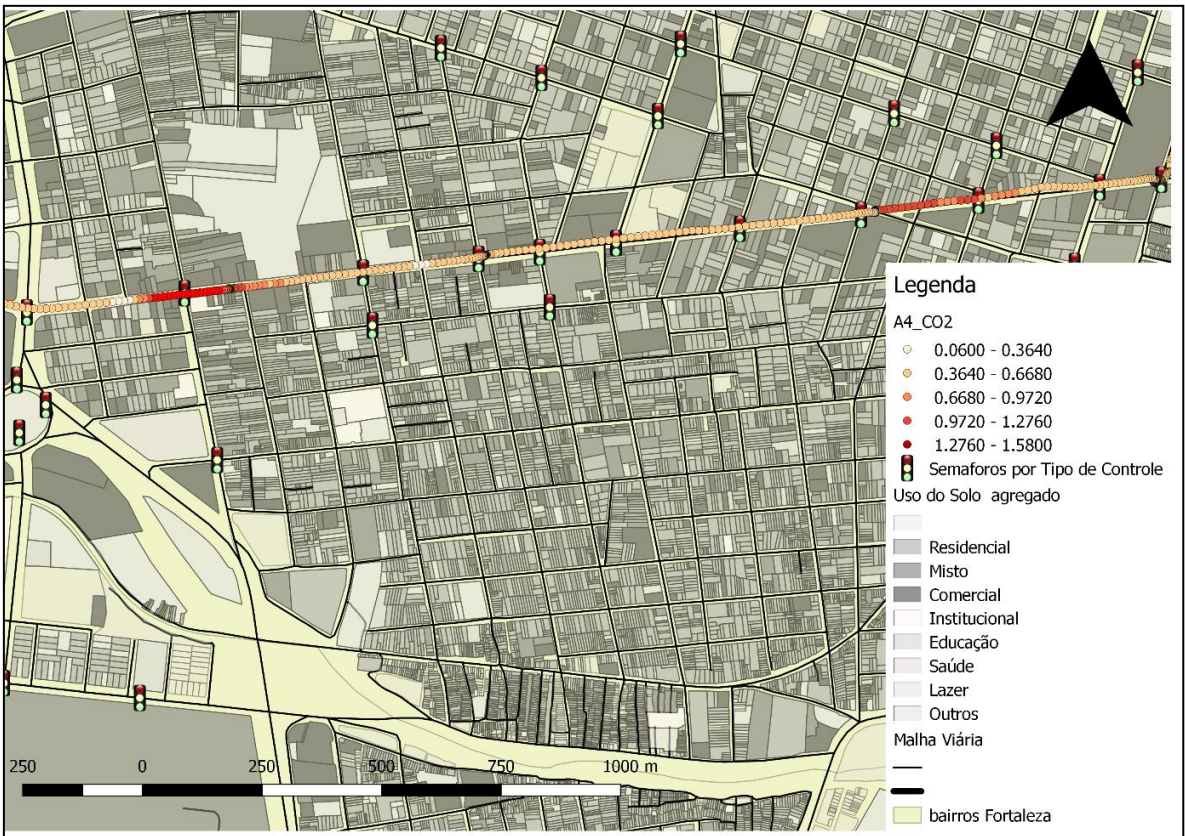 Legenda
A4_CO2
0.0600 - 0.3640
0.3640 - 0.6680
0.6680 - 0.9720
0.9720 - 1.2760
1.2760 - 1.5800
Semaforos por Tipo de Controle
Uso do Solo agregado
Residencial
Misto
Comercial
Institucional
Educação
Saúde
Lazer
Outros
Malha Viária
bairros Fortaleza
250 0 250 500 750 1000 m